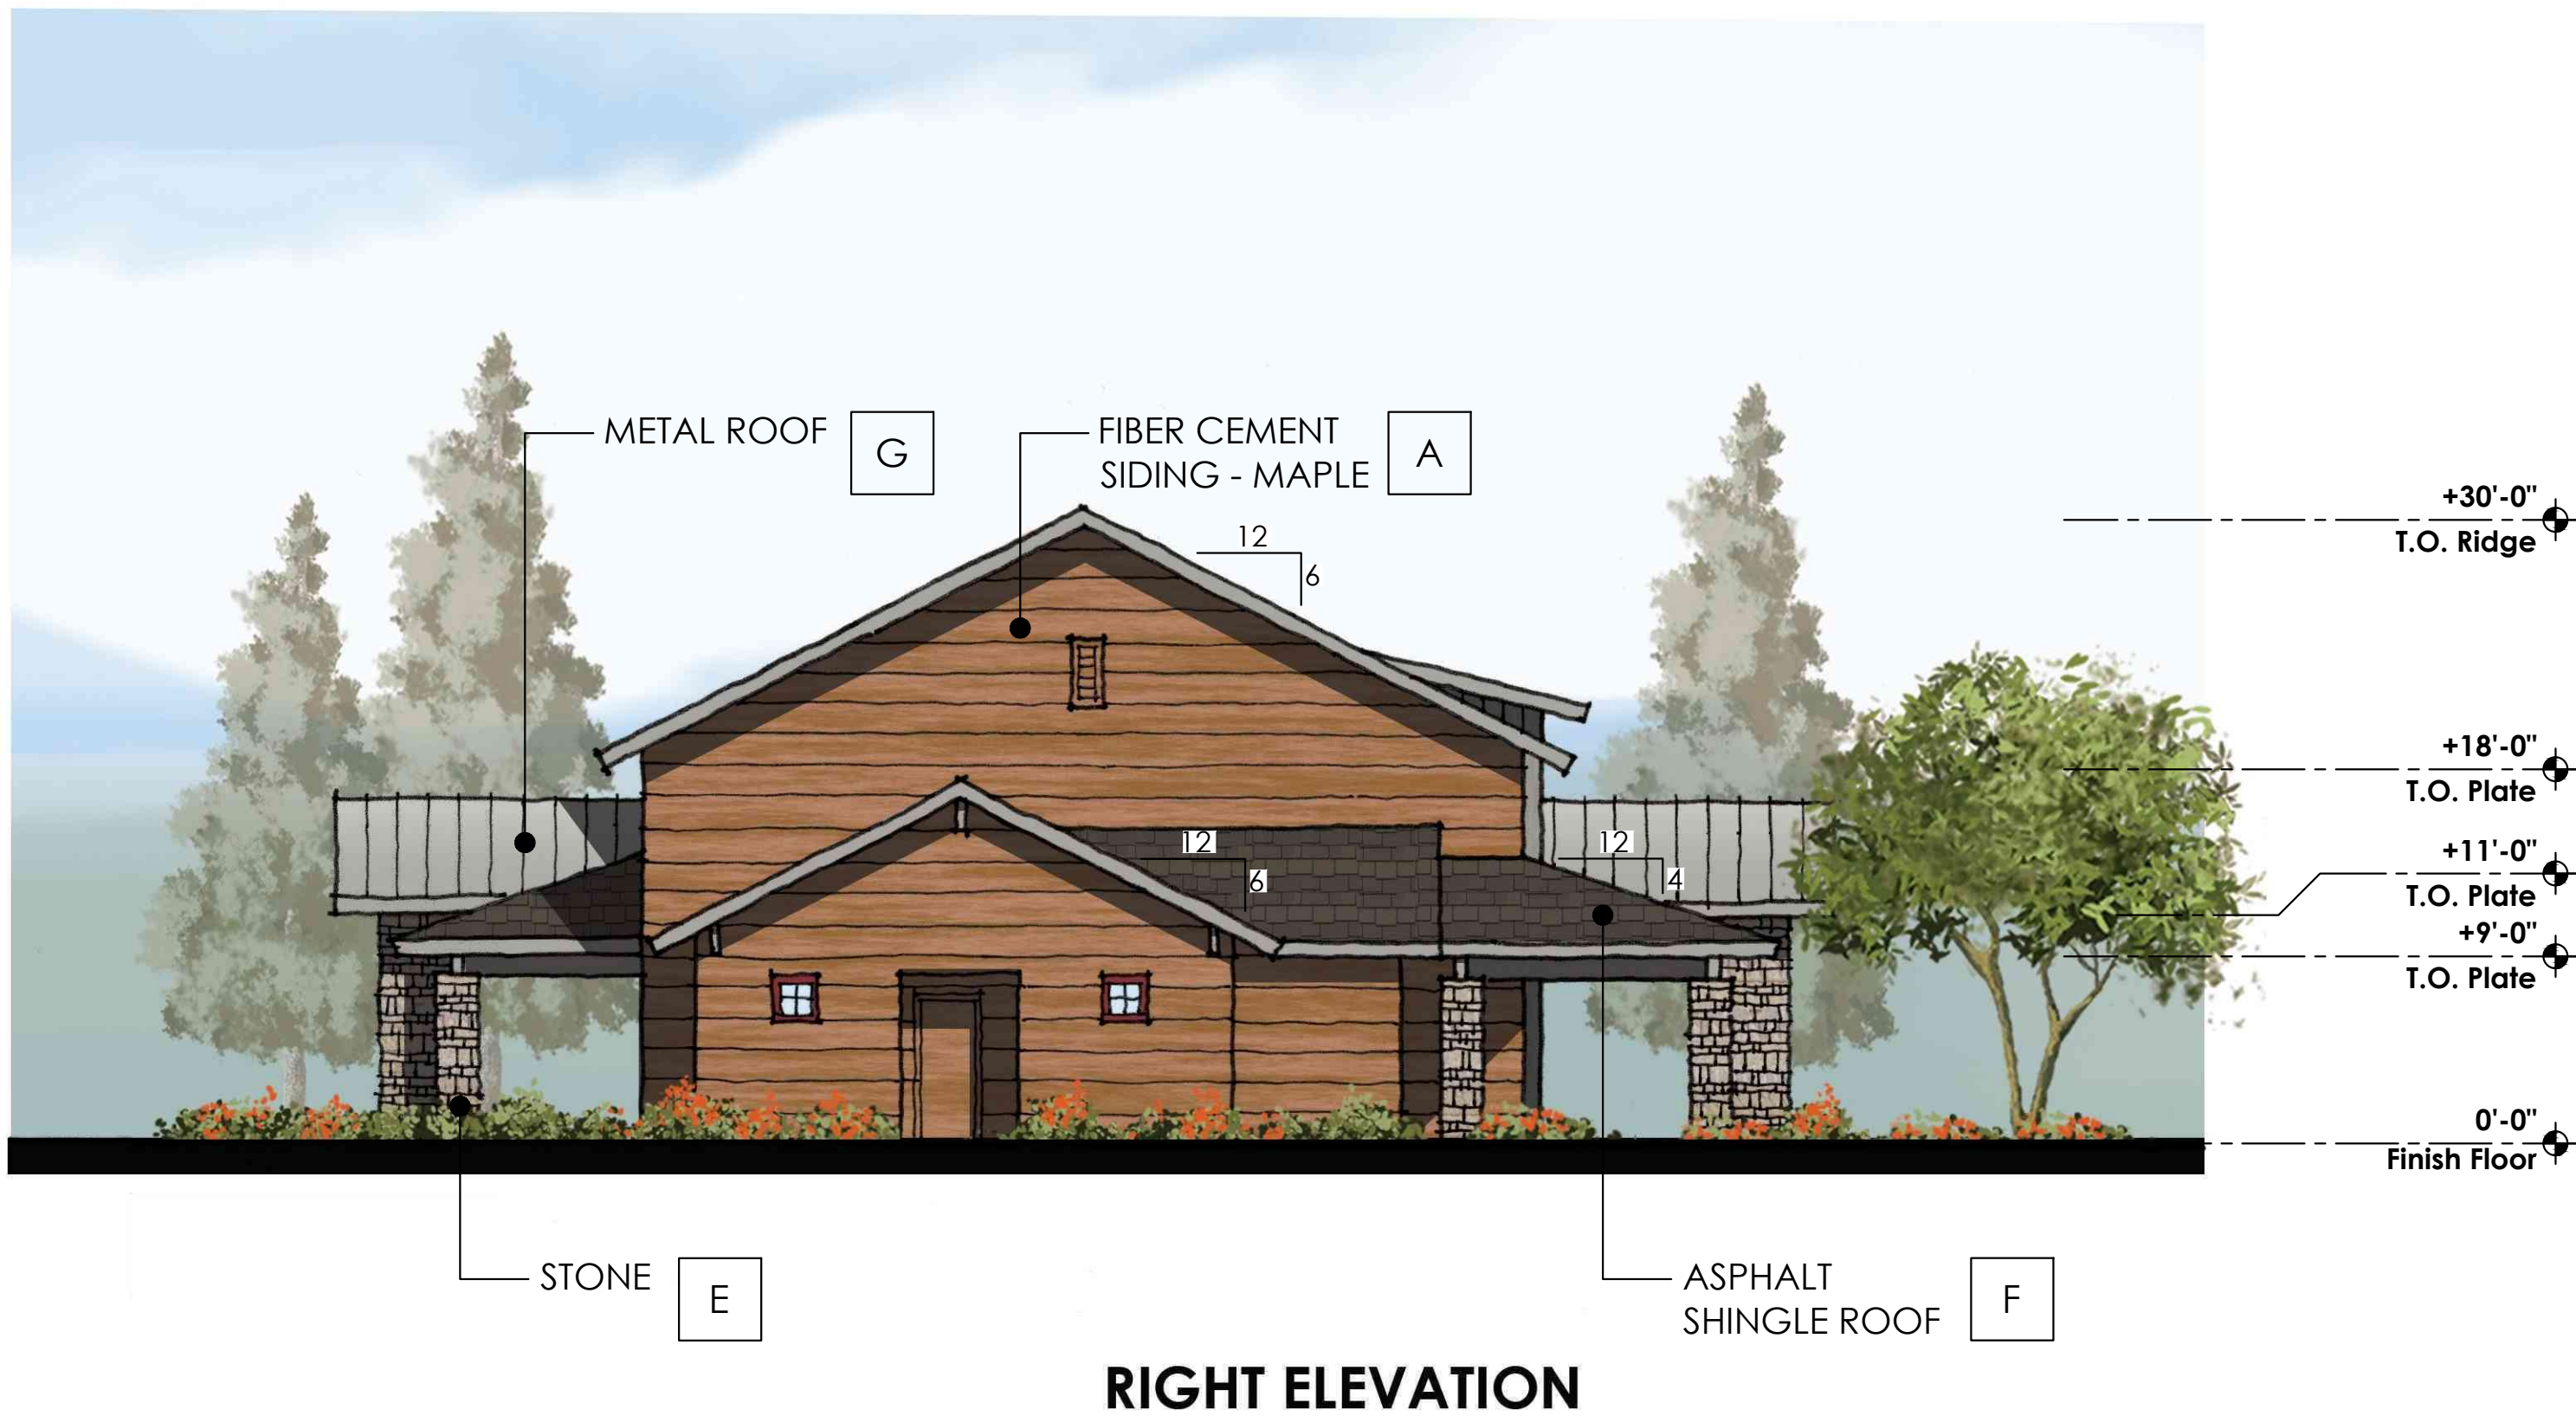 METAL ROOF
G
FIBER CEMENT
SIDING - MAPLE
A
+30'-0"
T.O. Ridge
12
6
+18'-0"
T.O. Plate
12
6
12
4
+11'-0"
T.O. Plate
+9'-0"
T.O. Plate
0'-0"
Finish Floor
STONE
E
ASPHALT
SHINGLE ROOF
F
RIGHT ELEVATION